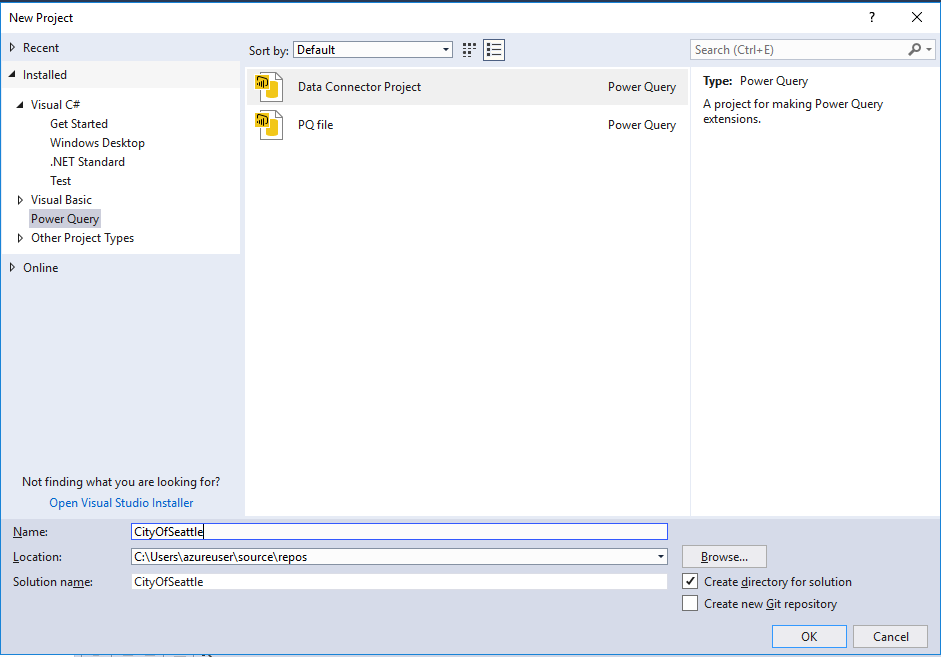 New Project
?
Recent
Installed
Visual C#
Get Started
Windows Desktop
.NET Standard
Test
Visual Basic
Power Query
Other Project Types
Online
Not finding what you are looking for?
Open Visual Studio Installer
Sort by: Default
Data Connector Project Power Query
PQ file Power Query
Search (Ctrl+E)
Type: Power Query
A project for making Power Query
extensions.
Name: CityOfSeattle
Location: C:\Users\azureuser\source\repos
Browse...
Solution name: CityOfSeattle
Create directory for solution
Create new Git repository
OK Cancel